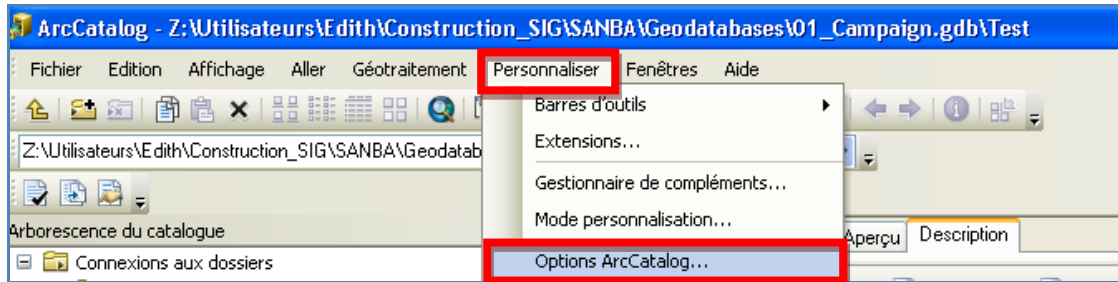 ArcCatalog - Z:\Utilisateurs\Edith\Construction_SIG\SANBA\Geodatabases\01_Campaign.gdb\Test
Fichier Edition Affichage Aller Géotraitement Personnaliser Fenêtres Aide
Barres d'outils
Extensions...
Z:\Utilisateurs\Edith\Construction_SIG\SANBA\Geodatab
Gestionnaire de compléments...
Mode personnalisation...
Arborescence du catalogue
Aperçu Description
Connexions aux dossiers
Options ArcCatalog...